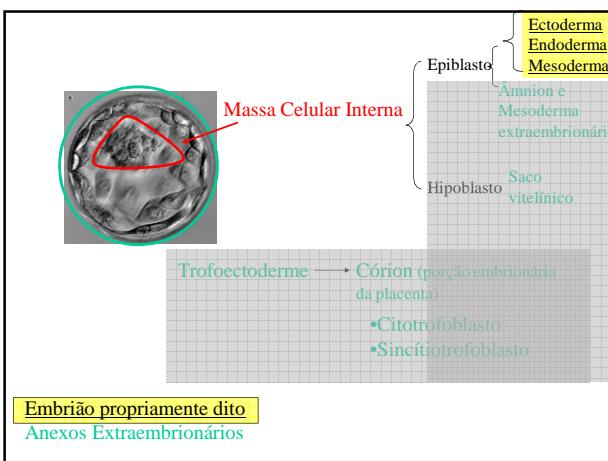 Ectoderma
Endoderma
Mesoderma
Epiblasto
Âmnion e
Mesoderma
extraembrionári
Massa Celular Interna
Hipoblasto
Saco
vitelínico
Trofoectoderme
Córion (porção embrionária
da placenta)
•Citotrofoblasto
•Sincítiotrofoblasto
Embrião propriamente dito
Anexos Extraembrionários